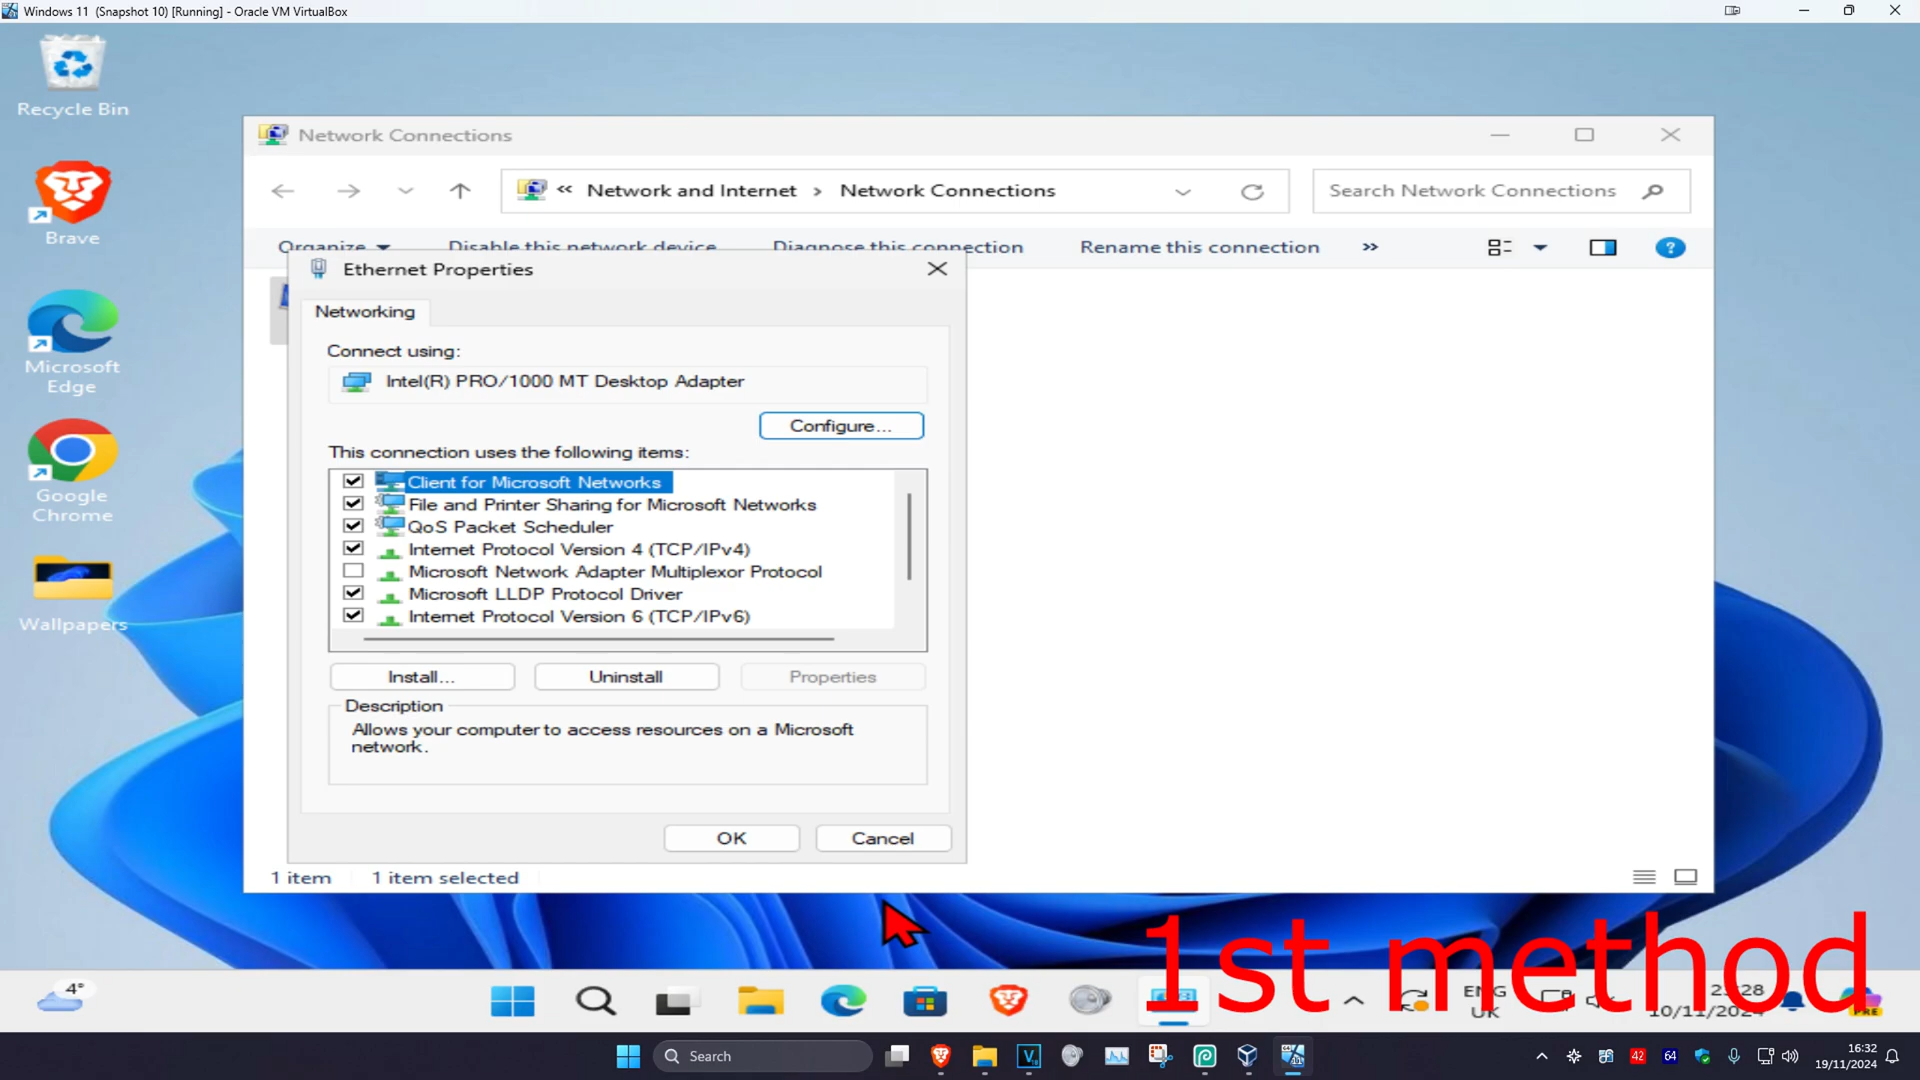 Windows 11 (Snapshot 10) [Running] - Oracle VM VirtualBox
Recycle Bin
Brave
Microsoft
Edge
Google
Chrome
Wallpapers
Network Connections
« Network and Internet › Network Connections
Search Network Connections
Organize
Disable this network device
Diagnose this connection
Rename this connection
»
?
Ethernet Properties
Networking
Connect using:
Intel(R) PRO/1000 MT Desktop Adapter
Configure...
This connection uses the following items:
Client for Microsoft Networks
File and Printer Sharing for Microsoft Networks
QoS Packet Scheduler
Internet Protocol Version 4 (TCP/IPv4)
Microsoft Network Adapter Multiplexor Protocol
Microsoft LLDP Protocol Driver
Internet Protocol Version 6 (TCP/IPv6)
Install...
Uninstall
Properties
Description
Allows your computer to access resources on a Microsoft
network.
OK
Cancel
1 item
1 item selected
1st method
4°
ENG
UK
10/11/2024
PRE
Search
42
64
16:32
19/11/2024